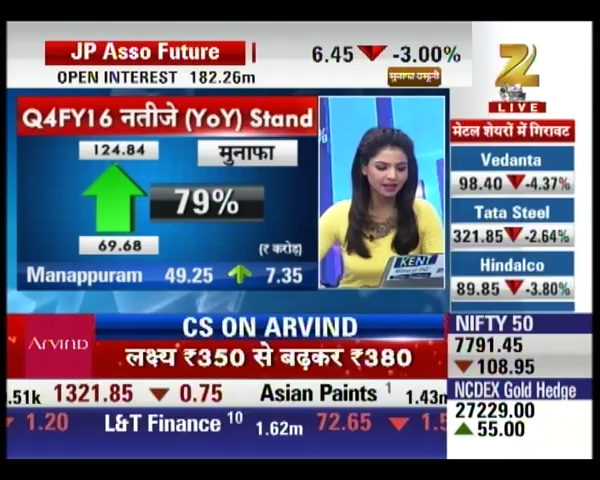 JP Asso Future
6.45 -3.00%
OPEN INTEREST 182.26m
मुनाफा वसूली
LIVE
Q4FY16 नतीजे (YoY) Stand
124.84 मुनाफा
79%
69.68 (₹ करोड़)
Manappuram 49.25 7.35
KENT
मेटल शेयरों में गिरावट
Vedanta
98.40 -4.37%
Tata Steel
321.85 -2.64%
Hindalco
89.85 -3.80%
ARVIND
CS ON ARVIND
लक्ष्य ₹350 से बढ़कर ₹380
NIFTY 50
7791.45
108.95
NCDEX Gold Hedge
27229.00
55.00
.51k 1321.85 0.75 Asian Paints 1 1.43m
1.20 L&T Finance 10 1.62m 72.65 1.5